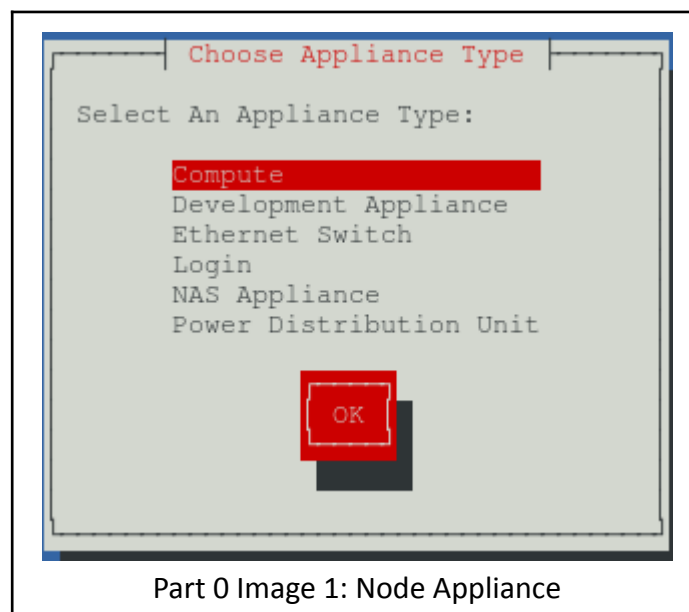 Choose Appliance Type
Select An Appliance Type:
Compute
Development Appliance
Ethernet Switch
Login
NAS Appliance
Power Distribution Unit
OK
Part 0 Image 1: Node Appliance